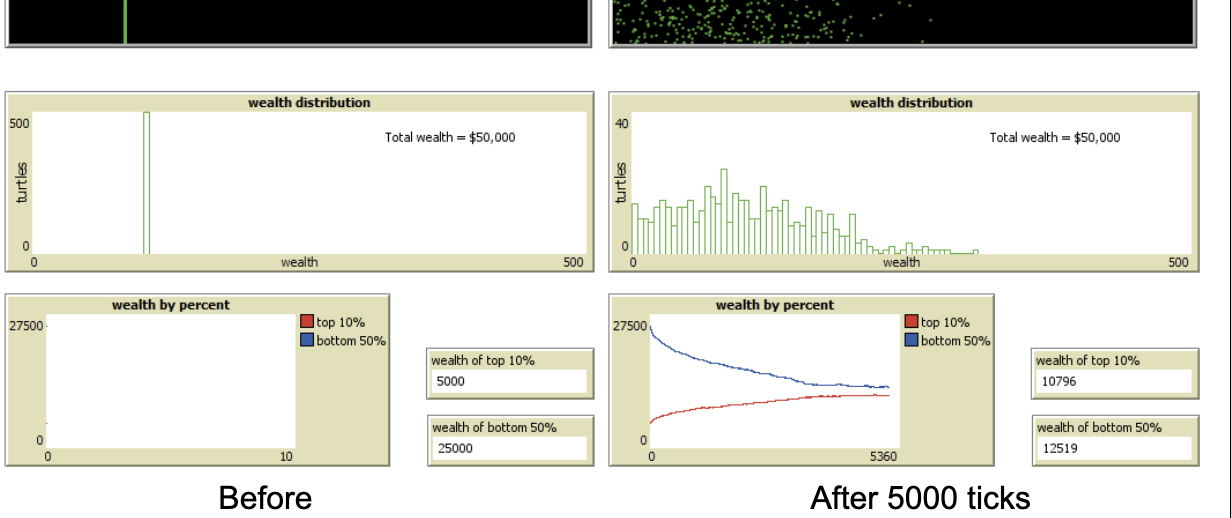 wealth distribution
500
Total wealth = $50,000
turtles
0
0
wealth
500
wealth by percent
27500
top 10%
bottom 50%
0
0
10
wealth of top 10%
5000
wealth of bottom 50%
25000
Before
wealth distribution
40
Total wealth = $50,000
turtles
0
0
wealth
500
wealth by percent
27500
top 10%
bottom 50%
0
0
5360
wealth of top 10%
10796
wealth of bottom 50%
12519
After 5000 ticks